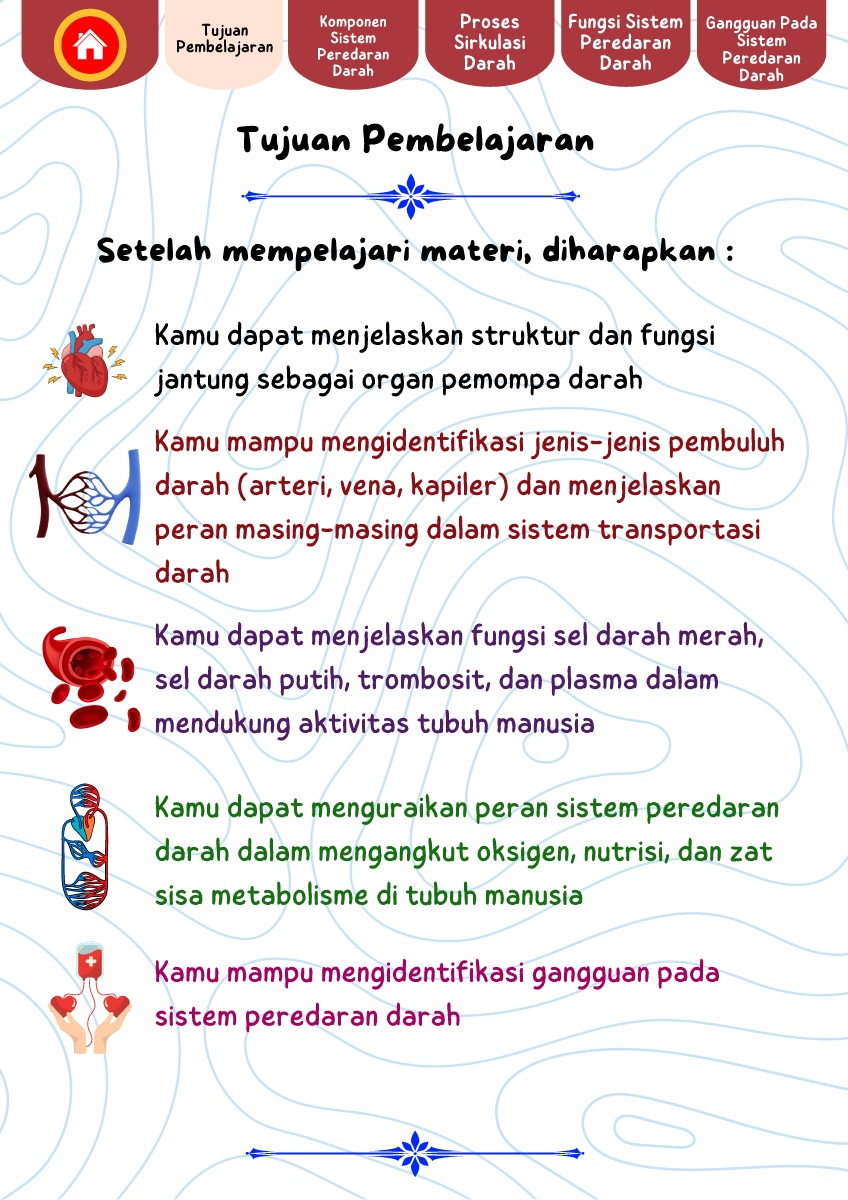 Tujuan
Pembelajaran
Komponen
Sistem
Peredaran
Darah
Proses
Sirkulasi
Darah
Fungsi Sistem
Peredaran
Darah
Gangguan Pada
Sistem
Peredaran
Darah
Tujuan Pembelajaran
Setelah mempelajari materi, diharapkan :
Kamu dapat menjelaskan struktur dan fungsi
jantung sebagai organ pemompa darah
Kamu mampu mengidentifikasi jenis-jenis pembuluh
darah (arteri, vena, kapiler) dan menjelaskan
peran masing-masing dalam sistem transportasi
darah
Kamu dapat menjelaskan fungsi sel darah merah,
sel darah putih, trombosit, dan plasma dalam
mendukung aktivitas tubuh manusia
Kamu dapat menguraikan peran sistem peredaran
darah dalam mengangkut oksigen, nutrisi, dan zat
sisa metabolisme di tubuh manusia
Kamu mampu mengidentifikasi gangguan pada
sistem peredaran darah